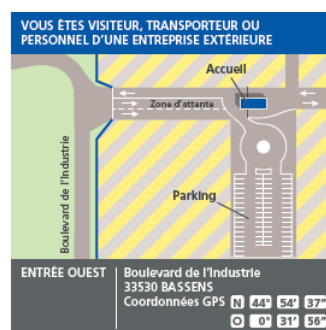 VOUS ÊTES VISITEUR, TRANSPORTEUR OU
PERSONNEL D'UNE ENTREPRISE EXTÉRIEURE
Accueil
Zone d'attente
Boulevard de l'Industrie
Parking
ENTRÉE OUEST
Boulevard de l'Industrie
33530 BASSENS
Coordonnées GPS N 44° 54' 37"
O 0° 31' 56"